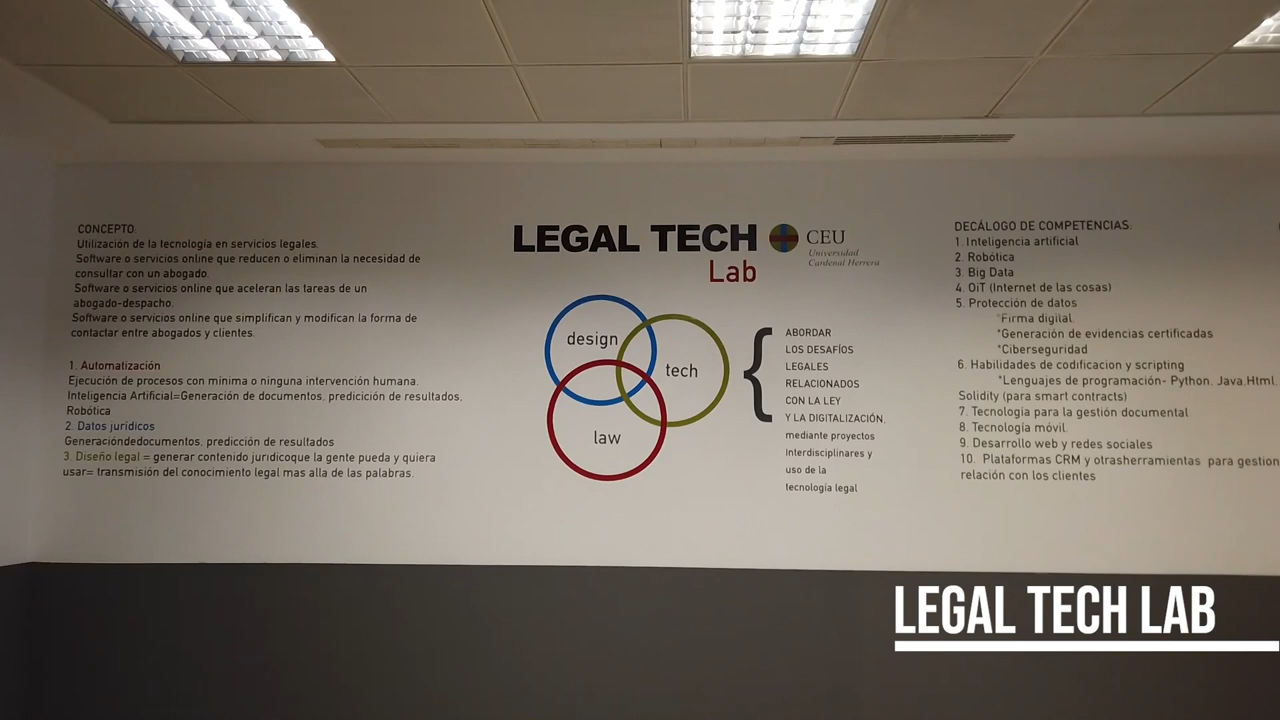 CONCEPTO.
Utilización de la tecnología en servicios legales.
Software o servicios online que reducen o eliminan la necesidad de
consultar con un abogado.
Software o servicios online que aceleran las tareas de un
abogado-despacho.
Software o servicios online que simplifican y modifican la forma de
contactar entre abogados y clientes.
1. Automatización
Ejecución de procesos con mínima o ninguna intervención humana.
Inteligencia Artificial=Generación de documentos, predicición de resultados,
Robótica
2. Datos jurídicos
Generacióndedocumentos, predicción de resultados
3. Diseño legal = generar contenido juridicoque la gente pueda y quiera
usar= transmisión del conocimiento legal mas alla de las palabras.
LEGAL TECH
Lab
CEU
Universidad
Cardenal Herrera
design
tech
law
{
ABORDAR
LOS DESAFÍOS
LEGALES
RELACIONADOS
CON LA LEY
Y LA DIGITALIZACIÓN,
mediante proyectos
interdisciplinares y
uso de la
tecnología legal
DECÁLOGO DE COMPETENCIAS.
1. Inteligencia artificial
2. Robótica
3. Big Data
4. OiT (Internet de las cosas)
5. Protección de datos
*Firma digital.
*Generación de evidencias certificadas
*Ciberseguridad
6. Habilidades de codificacion y scripting
*Lenguajes de programación- Python. Java.Html.
Solidity (para smart contracts)
7. Tecnología para la gestión documental
8. Tecnología móvil.
9. Desarrollo web y redes sociales
10. Plataformas CRM y otrasherramientas para gestion
relación con los clientes
LEGAL TECH LAB